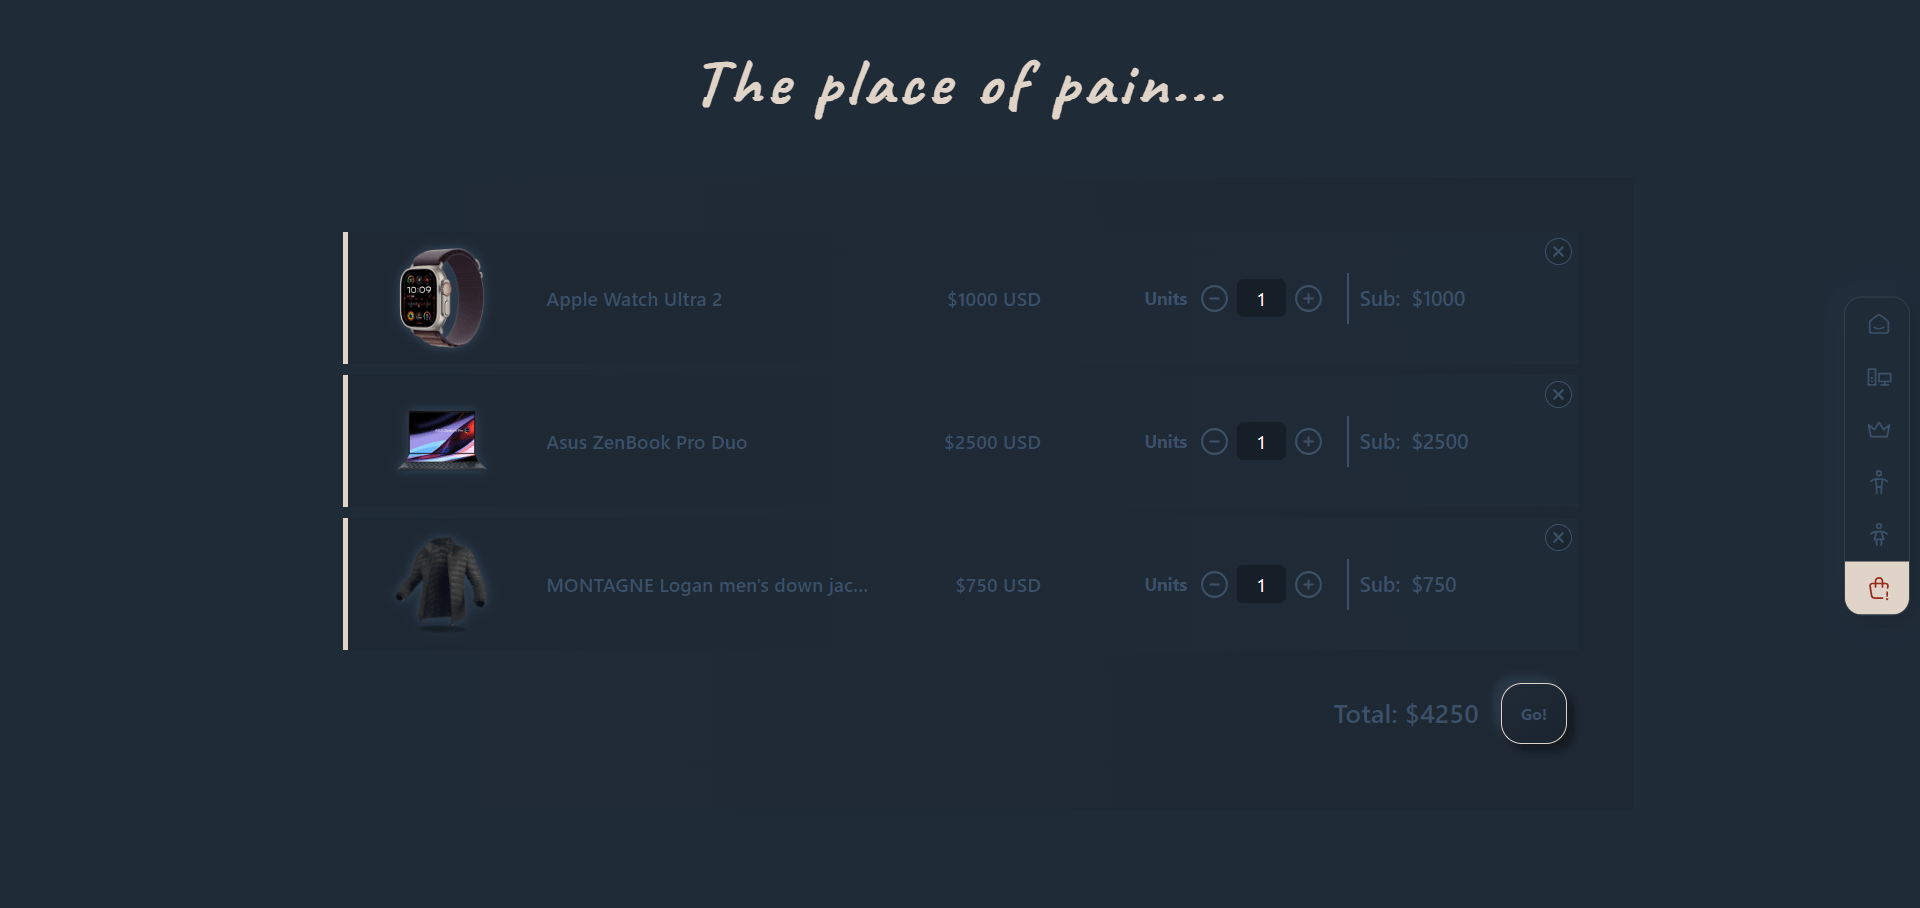 The place of pain...
Apple Watch Ultra 2 $1000 USD Units 1 Sub: $1000
10:09
Asus ZenBook Pro Duo $2500 USD Units 1 Sub: $2500
MONTAGNE Logan men's down jac... $750 USD Units 1 Sub: $750
Total: $4250 Go!